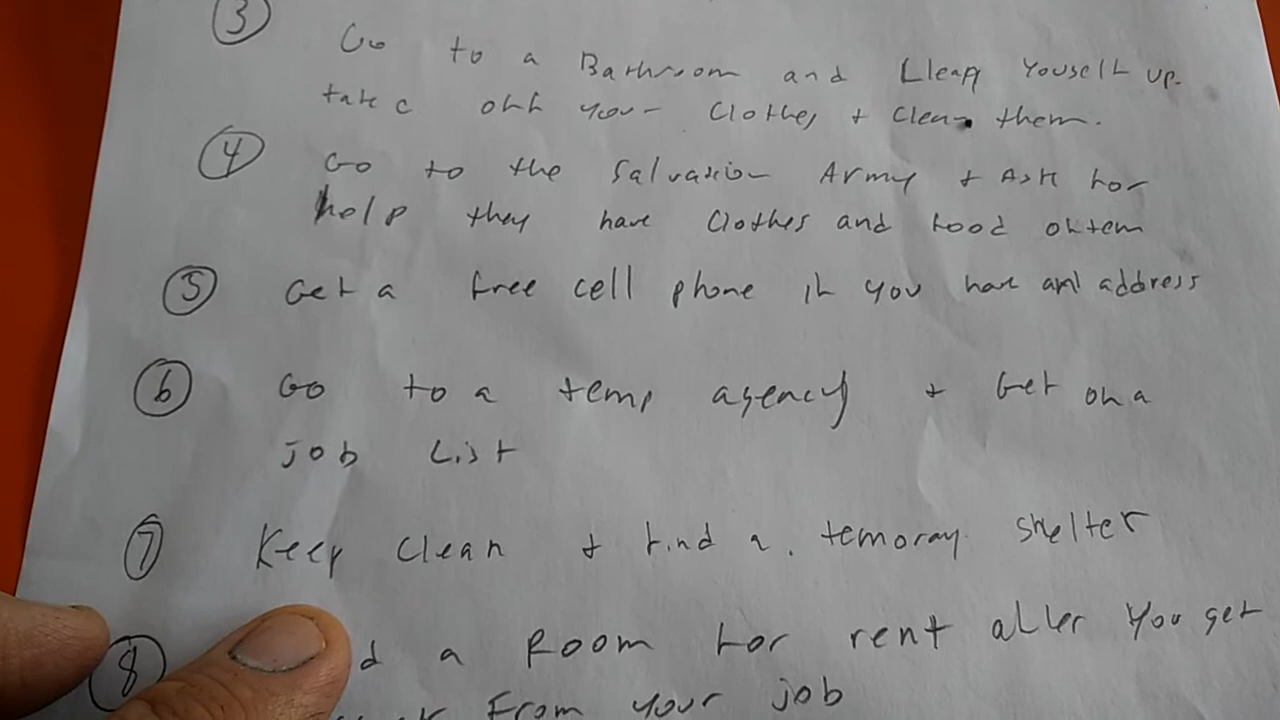 ③ Go to a Bathroom and Cleap Youself up.
take off your Clothes + Clean them.
④ Go to the Salvation Army + Ask for
help they have Clothes and food oftem
⑤ Get a free cell phone if you have an address
⑥ Go to a temp agency + Get on a
job List
⑦ Keep clean + find a. temoray. shelter
⑧ a Room for rent after You get
From your job